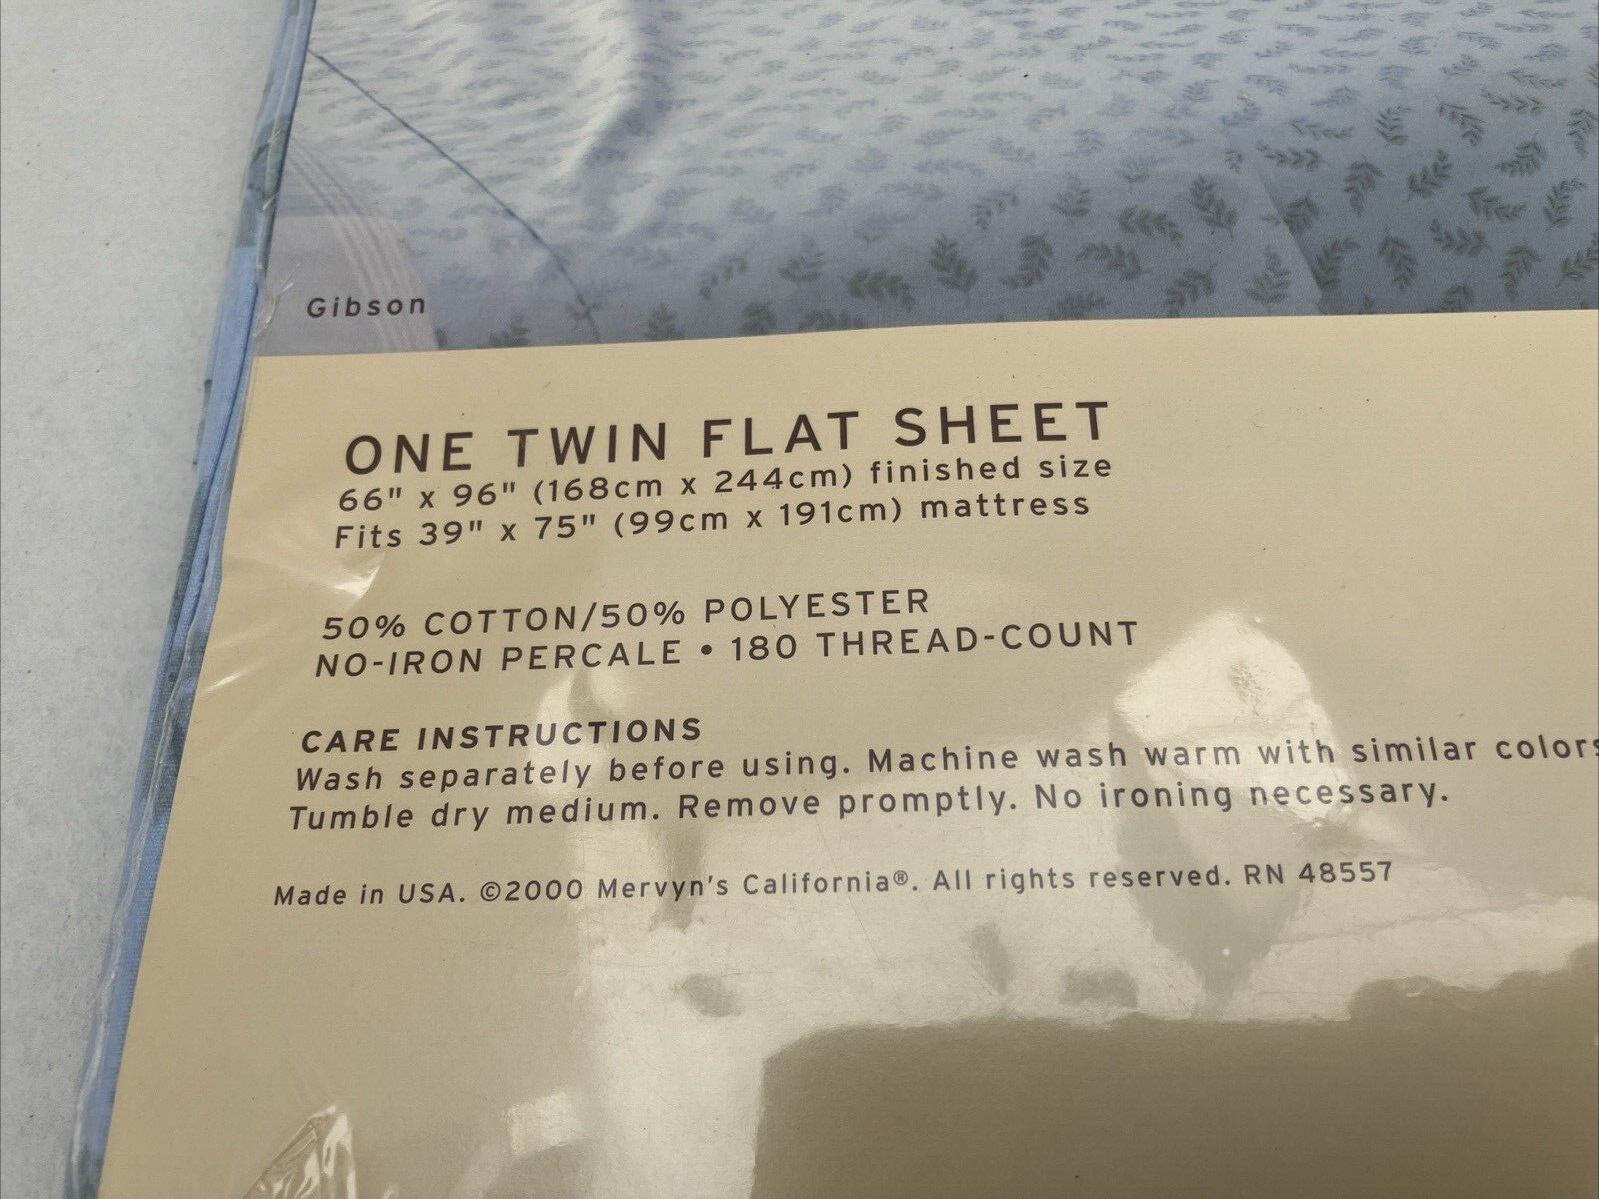 Gibson
ONE TWIN FLAT SHEET
66" x 96" (168cm x 244cm) finished size
Fits 39" x 75" (99cm x 191cm) mattress
50% COTTON/50% POLYESTER
NO-IRON PERCALE • 180 THREAD-COUNT
CARE INSTRUCTIONS
Wash separately before using. Machine wash warm with similar colors
Tumble dry medium. Remove promptly. No ironing necessary.
Made in USA. ©2000 Mervyn's California®. All rights reserved. RN 48557